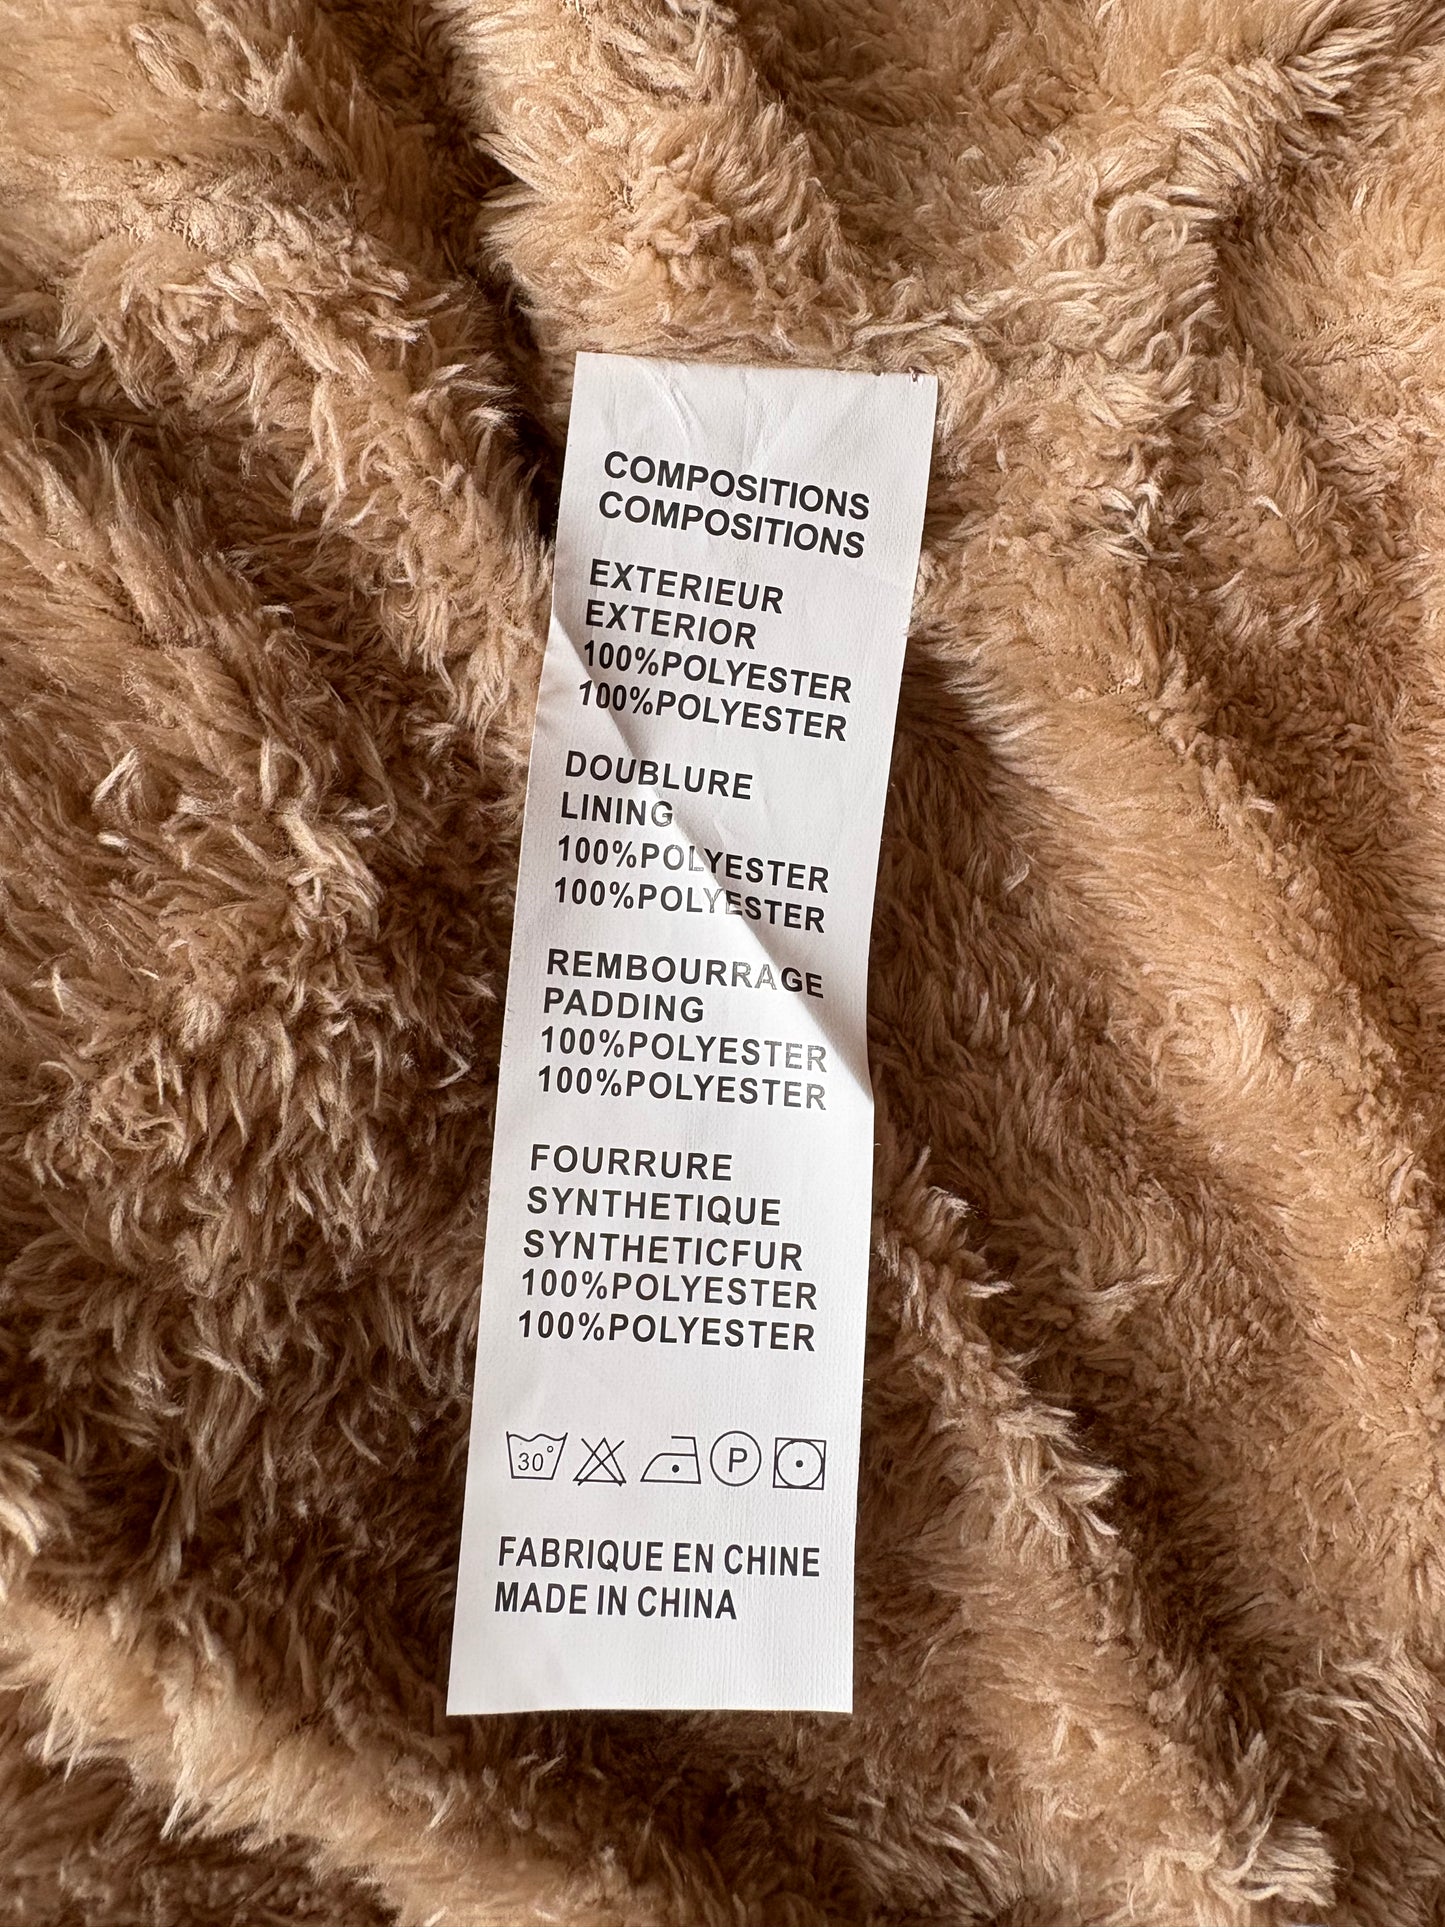 COMPOSITIONS
COMPOSITIONS
EXTERIEUR
EXTERIOR
100%POLYESTER
100%POLYESTER
DOUBLURE
LINING
100%POLYESTER
100%POLYESTER
REMBOURRAGE
PADDING
100%POLYESTER
100%POLYESTER
FOURRURE
SYNTHETIQUE
SYNTHETICFUR
100%POLYESTER
100%POLYESTER
30° P
FABRIQUE EN CHINE
MADE IN CHINA